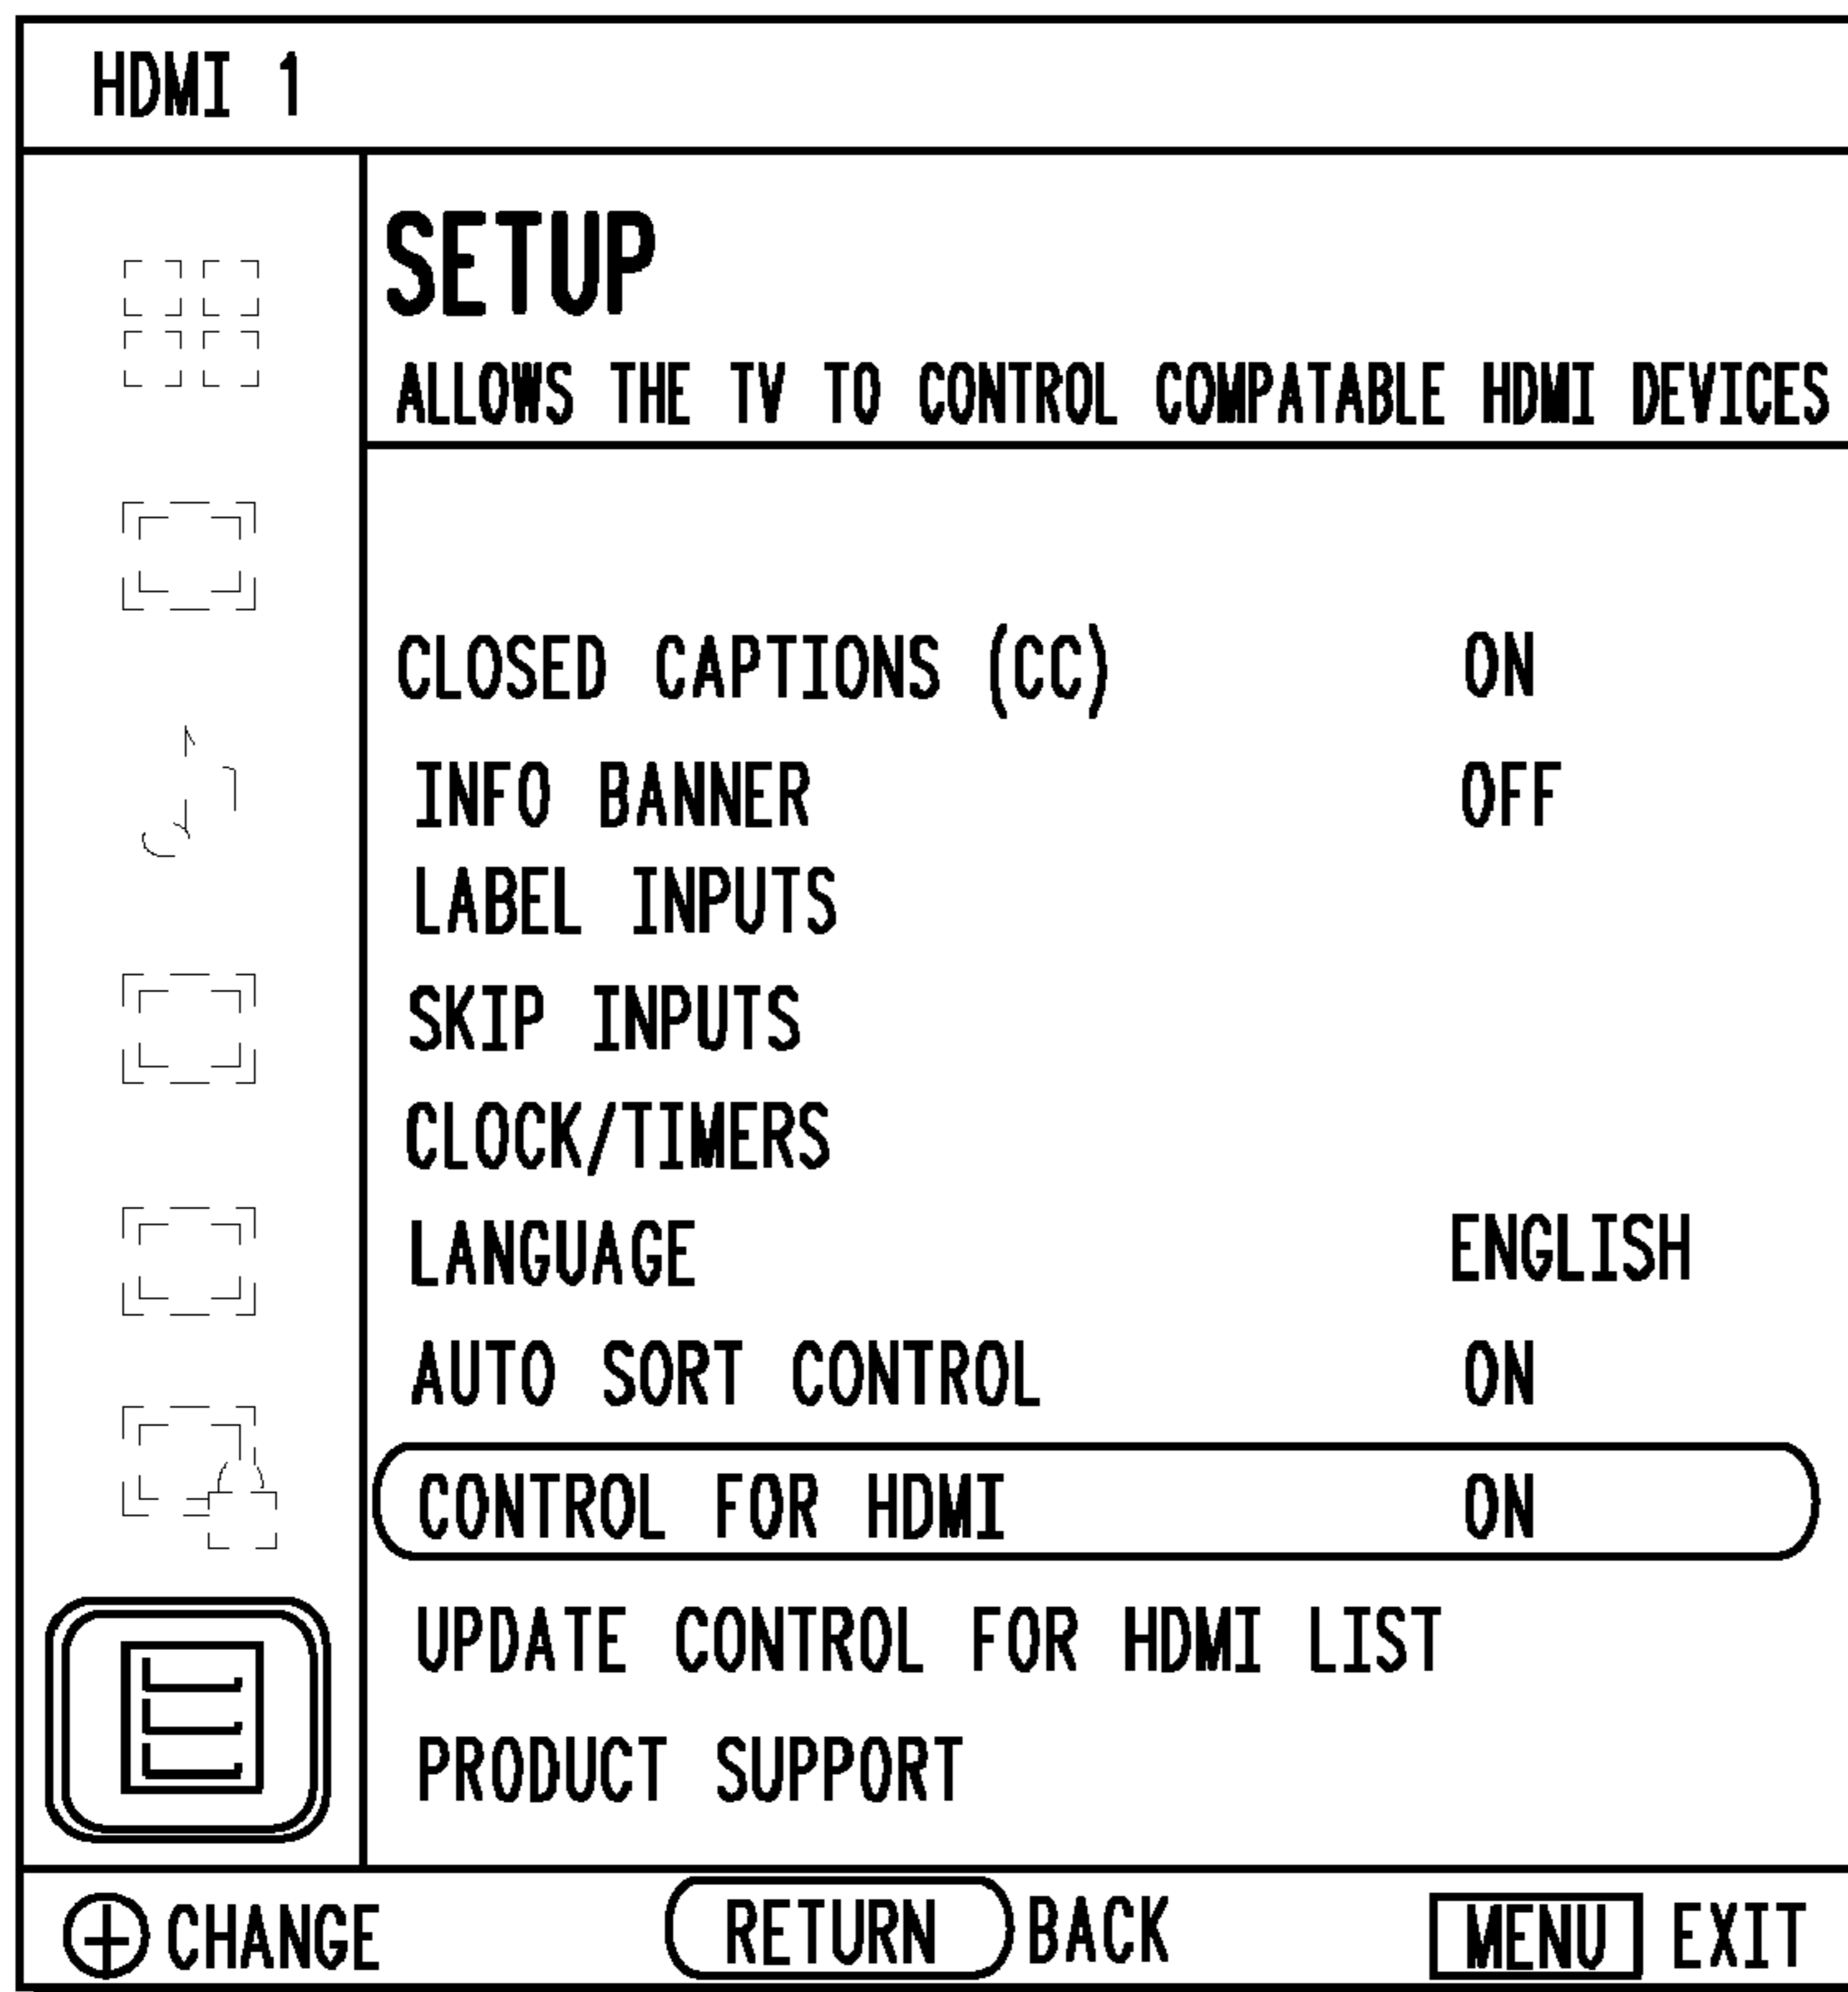 HDMI 1
SETUP
ALLOWS THE TV TO CONTROL COMPATABLE HDMI DEVICES
CLOSED CAPTIONS (CC) ON
INFO BANNER OFF
LABEL INPUTS
SKIP INPUTS
CLOCK/TIMERS
LANGUAGE ENGLISH
AUTO SORT CONTROL ON
CONTROL FOR HDMI ON
UPDATE CONTROL FOR HDMI LIST
PRODUCT SUPPORT
CHANGE RETURN BACK MENU EXIT